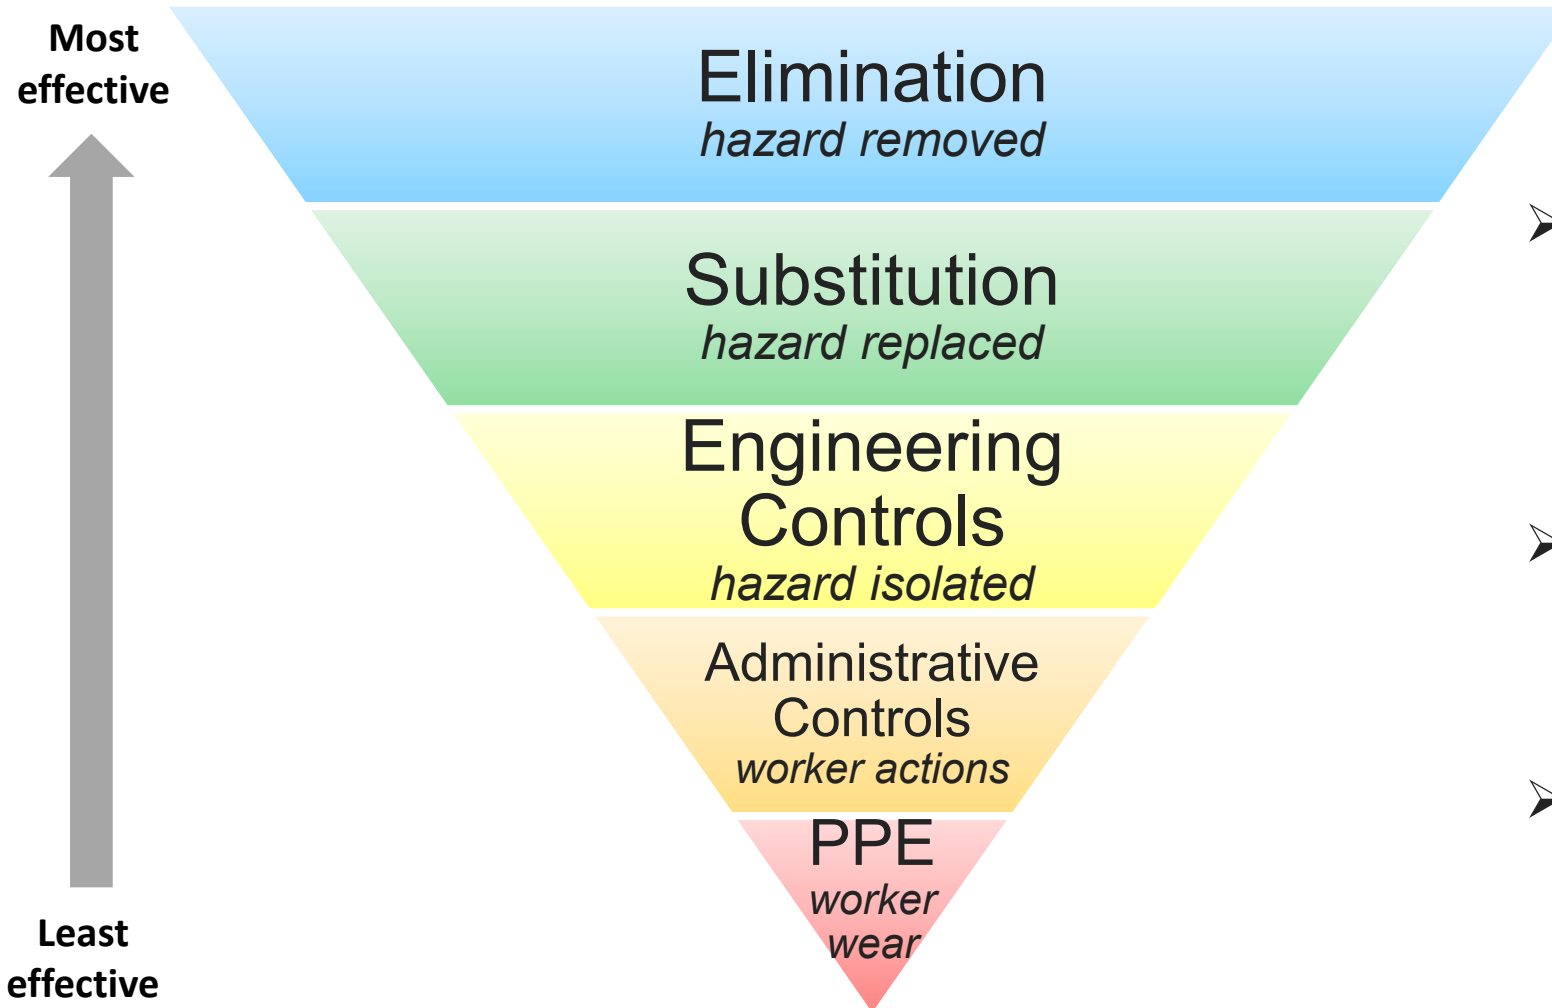 Most
effective
Elimination
hazard removed
Substitution
hazard replaced
Engineering
Controls
hazard isolated
Administrative
Controls
worker actions
PPE
worker
wear
Least
effective